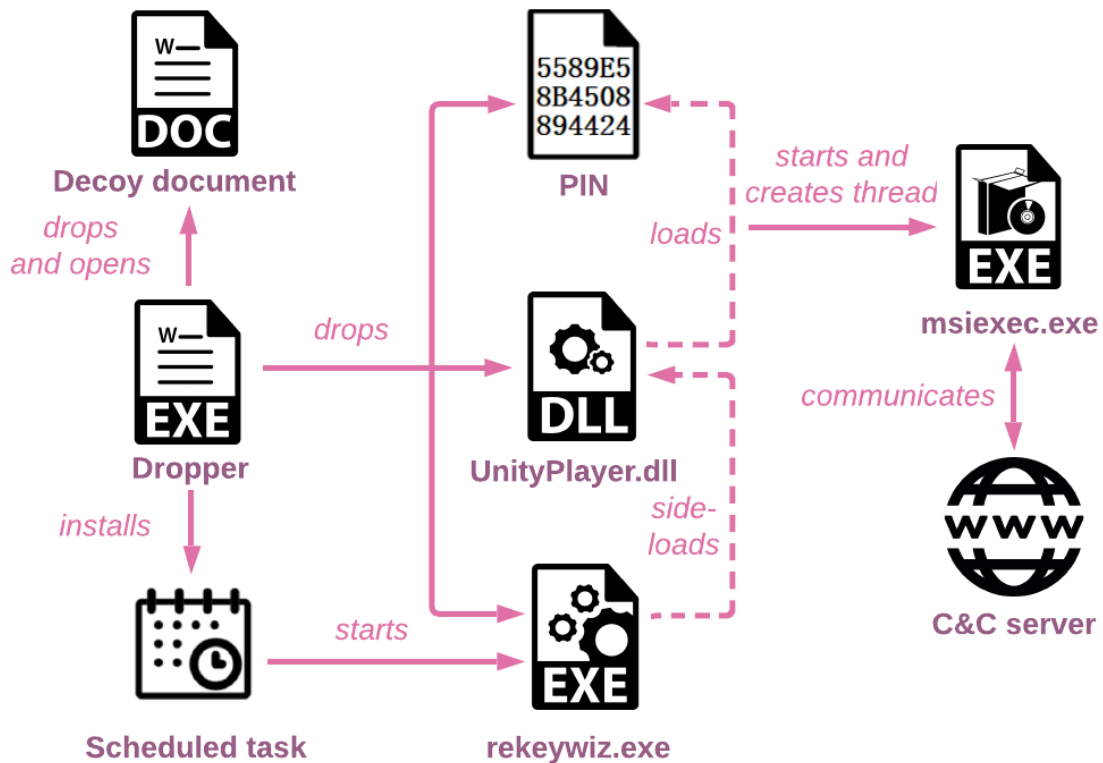 W
DOC
Decoy document
drops
and opens
W
EXE
Dropper
installs
Scheduled task
drops
starts
5589E5
8B4508
894424
PIN
DLL
UnityPlayer.dll
EXE
rekeywiz.exe
loads
side-
loads
starts and
creates thread
EXE
msiexec.exe
communicates
WWW
C&C server